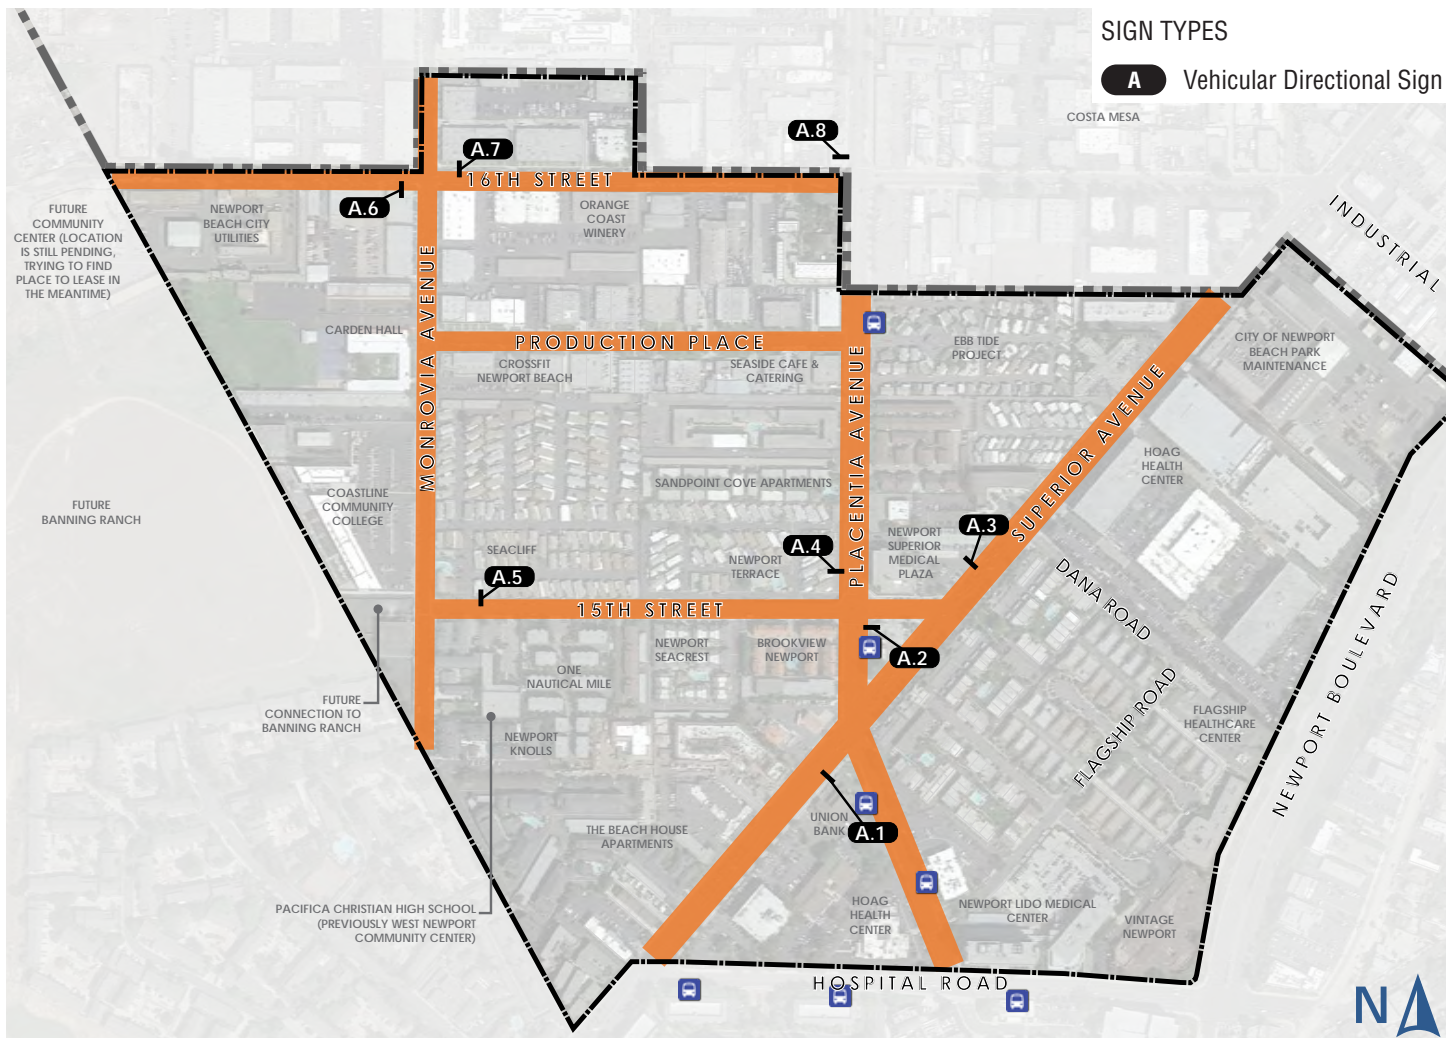 SIGN TYPES
A Vehicular Directional Sign
COSTA MESA
A.8
A.7
16TH STREET
A.6
FUTURE
COMMUNITY
CENTER (LOCATION
IS STILL PENDING,
TRYING TO FIND
PLACE TO LEASE IN
THE MEANTIME)
NEWPORT
BEACH CITY
UTILITIES
ORANGE
COAST
WINERY
INDUSTRIAL
MONROVIA AVENUE
CARDEN HALL
PRODUCTION PLACE
CROSSFIT
NEWPORT BEACH
SEASIDE CAFE &
CATERING
PLACENTIA AVENUE
EBB TIDE
PROJECT
SUPERIOR AVENUE
CITY OF NEWPORT
BEACH PARK
MAINTENANCE
HOAG
HEALTH
CENTER
FUTURE
BANNING RANCH
COASTLINE
COMMUNITY
COLLEGE
SANDPOINT COVE APARTMENTS
SEACLIFF
A.5
NEWPORT
TERRACE
A.4
NEWPORT
SUPERIOR
MEDICAL
PLAZA
A.3
DANA ROAD
15TH STREET
NEWPORT
SEACREST
BROOKVIEW
NEWPORT
A.2
ONE
NAUTICAL MILE
FUTURE
CONNECTION TO
BANNING RANCH
NEWPORT
KNOLLS
FLAGSHIP ROAD
FLAGSHIP
HEALTHCARE
CENTER
NEWPORT BOULEVARD
THE BEACH HOUSE
APARTMENTS
UNION
BANK
A.1
PACIFICA CHRISTIAN HIGH SCHOOL
(PREVIOUSLY WEST NEWPORT
COMMUNITY CENTER)
HOAG
HEALTH
CENTER
NEWPORT LIDO MEDICAL
CENTER
VINTAGE
NEWPORT
HOSPITAL ROAD
N